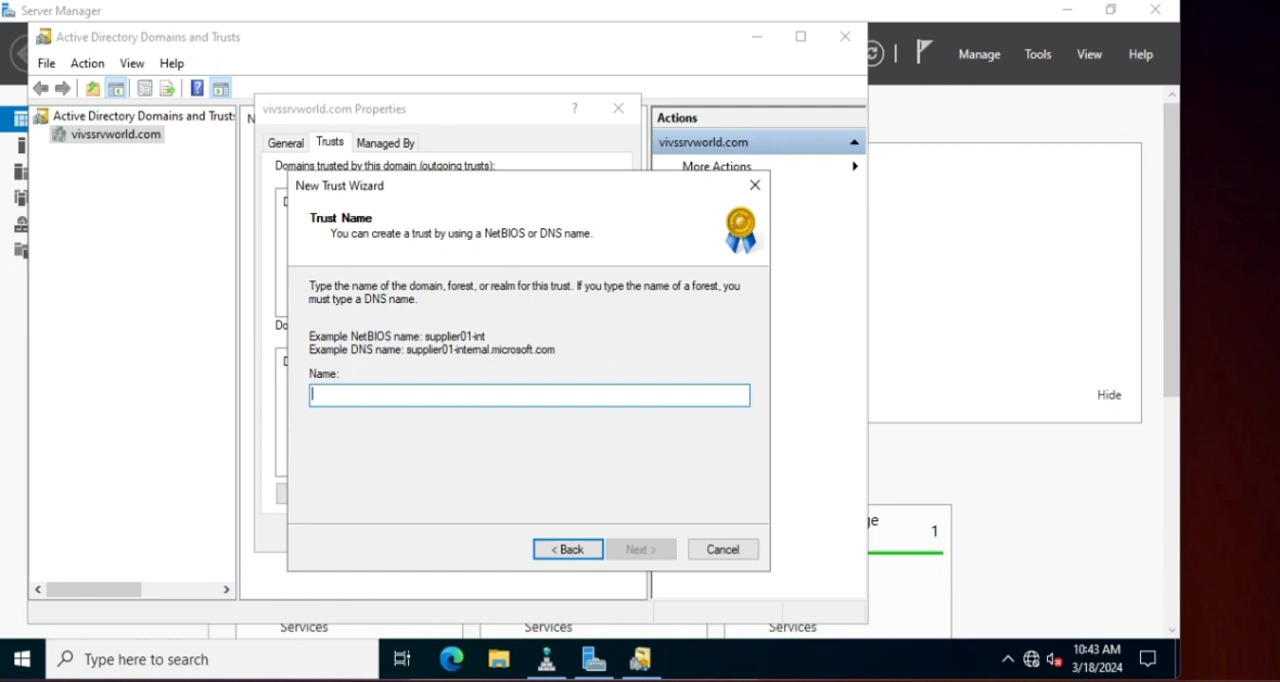 Server Manager
Active Directory Domains and Trusts
File Action View Help
Manage Tools View Help
Active Directory Domains and Trust:
vivssrvworld.com
vivssrvworld.com Properties
?
General Trusts Managed By
Domains trusted by this domain (outgoing trusts):
Actions
vivssrvworld.com
More Actions
New Trust Wizard
Trust Name
You can create a trust by using a NetBIOS or DNS name.
Type the name of the domain, forest, or realm for this trust. If you type the name of a forest, you
must type a DNS name.
Example NetBIOS name: supplier01-int
Example DNS name: supplier01-internal.microsoft.com
Name:
< Back Next > Cancel
Hide
1
Services Services Services
Type here to search
10:43 AM
3/18/2024